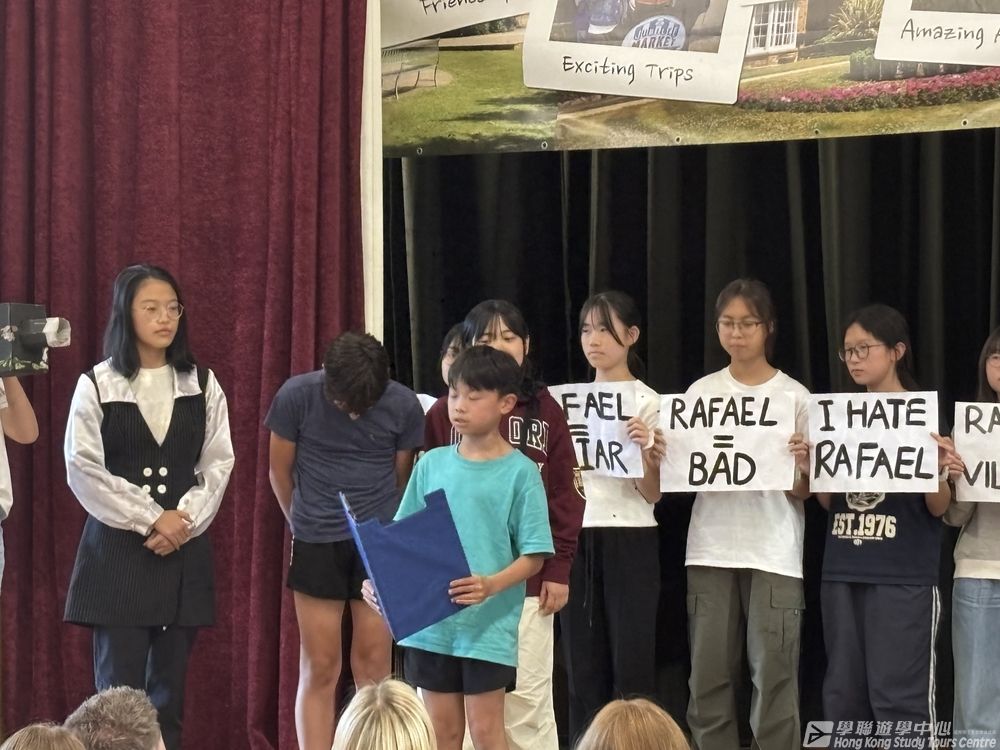 MARKET
Exciting Trips
Amazing
FAEL
=
IAR
RAFAEL
=
BAD
I HATE
RAFAEL
RA
VIL
EST.1976
學聯遊學中心
Hong Kong Study Tours Centre